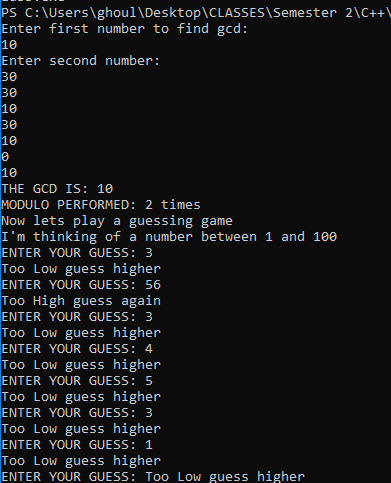 PS C:\Users\ghoul\Desktop\CLASSES\Semester 2\C++\
Enter first number to find gcd:
10
Enter second number:
30
30
10
30
10
0
10
THE GCD IS: 10
MODULO PERFORMED: 2 times
Now lets play a guessing game
I'm thinking of a number between 1 and 100
ENTER YOUR GUESS: 3
Too Low guess higher
ENTER YOUR GUESS: 56
Too High guess again
ENTER YOUR GUESS: 3
Too Low guess higher
ENTER YOUR GUESS: 4
Too Low guess higher
ENTER YOUR GUESS: 5
Too Low guess higher
ENTER YOUR GUESS: 3
Too Low guess higher
ENTER YOUR GUESS: 1
Too Low guess higher
ENTER YOUR GUESS: Too Low guess higher